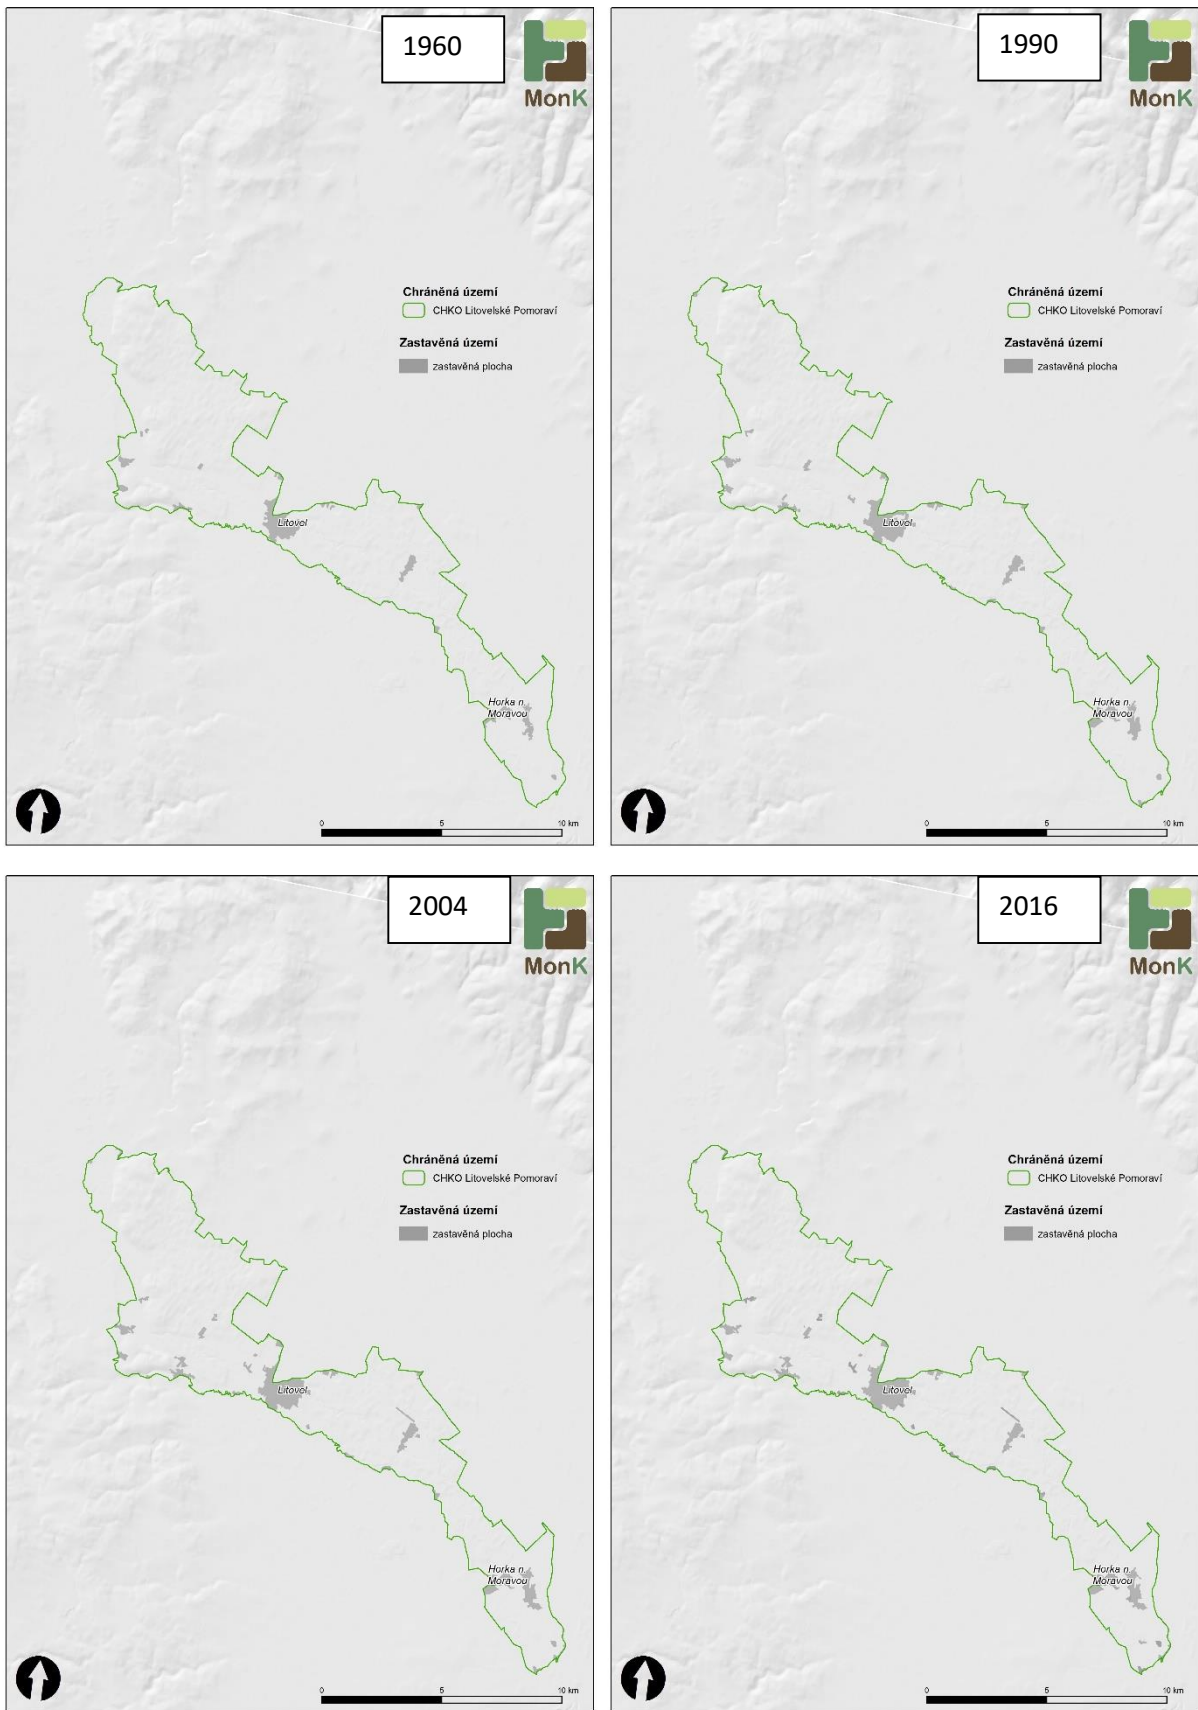 1960
MonK
Chráněná území
CHKO Litovelské Pomoraví
Zastavěná území
zastavěná plocha
Litovel
Horka n.
Moravou
0 5 10 km
1990
MonK
Chráněná území
CHKO Litovelské Pomoraví
Zastavěná území
zastavěná plocha
Litovel
Horka n.
Moravou
0 5 10 km
2004
MonK
Chráněná území
CHKO Litovelské Pomoraví
Zastavěná území
zastavěná plocha
Litovel
Horka n.
Moravou
0 5 10 km
2016
MonK
Chráněná území
CHKO Litovelské Pomoraví
Zastavěná území
zastavěná plocha
Litovel
Horka n.
Moravou
0 5 10 km